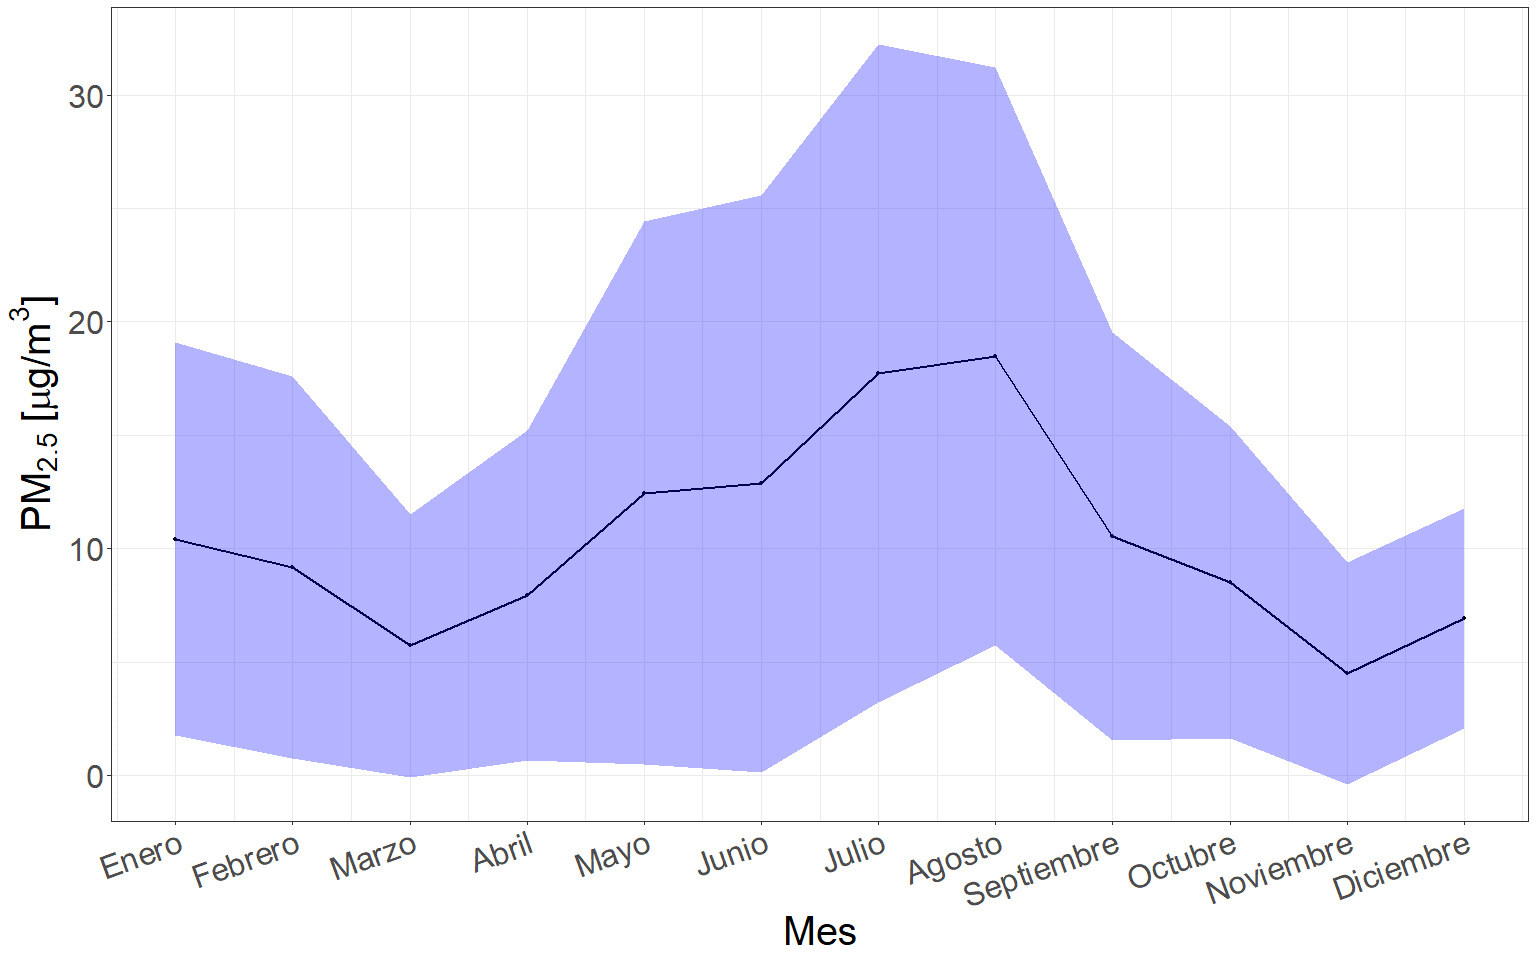 PM2.5 [μg/m3]
30
20
10
0
Enero
Febrero
Marzo
Abril
Mayo
Junio
Julio
Agosto
Septiembre
Octubre
Noviembre
Diciembre
Mes